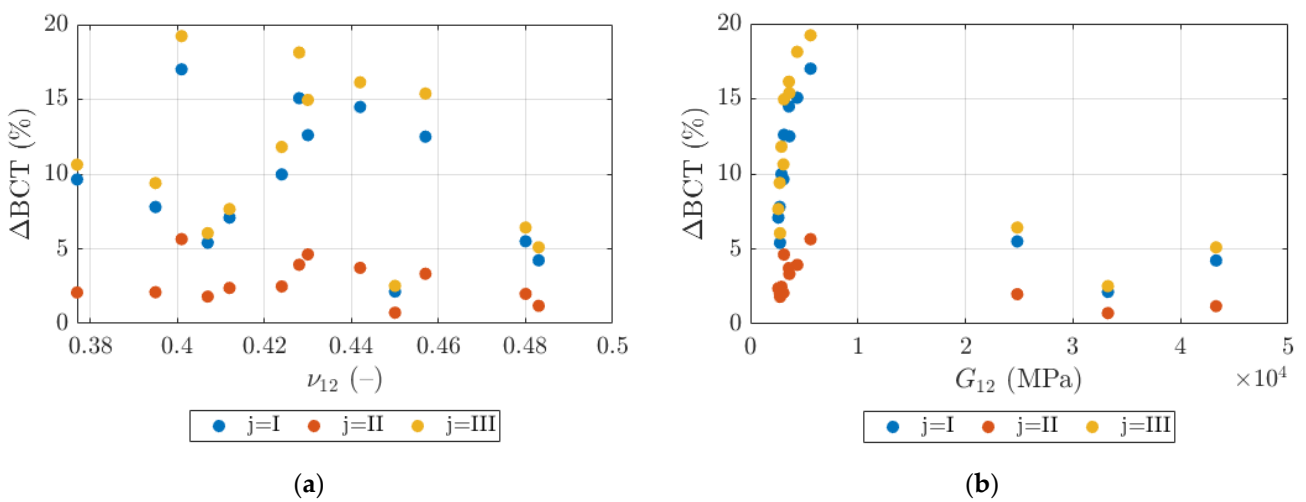 20
15
10
5
0
ΔBCT (%)
0.38 0.4 0.42 0.44 0.46 0.48 0.5
ν12 (–)
j=I j=II j=III
(a)
20
15
10
5
0
ΔBCT (%)
0 1 2 3 4 5
G12 (MPa) ×10^4
j=I j=II j=III
(b)